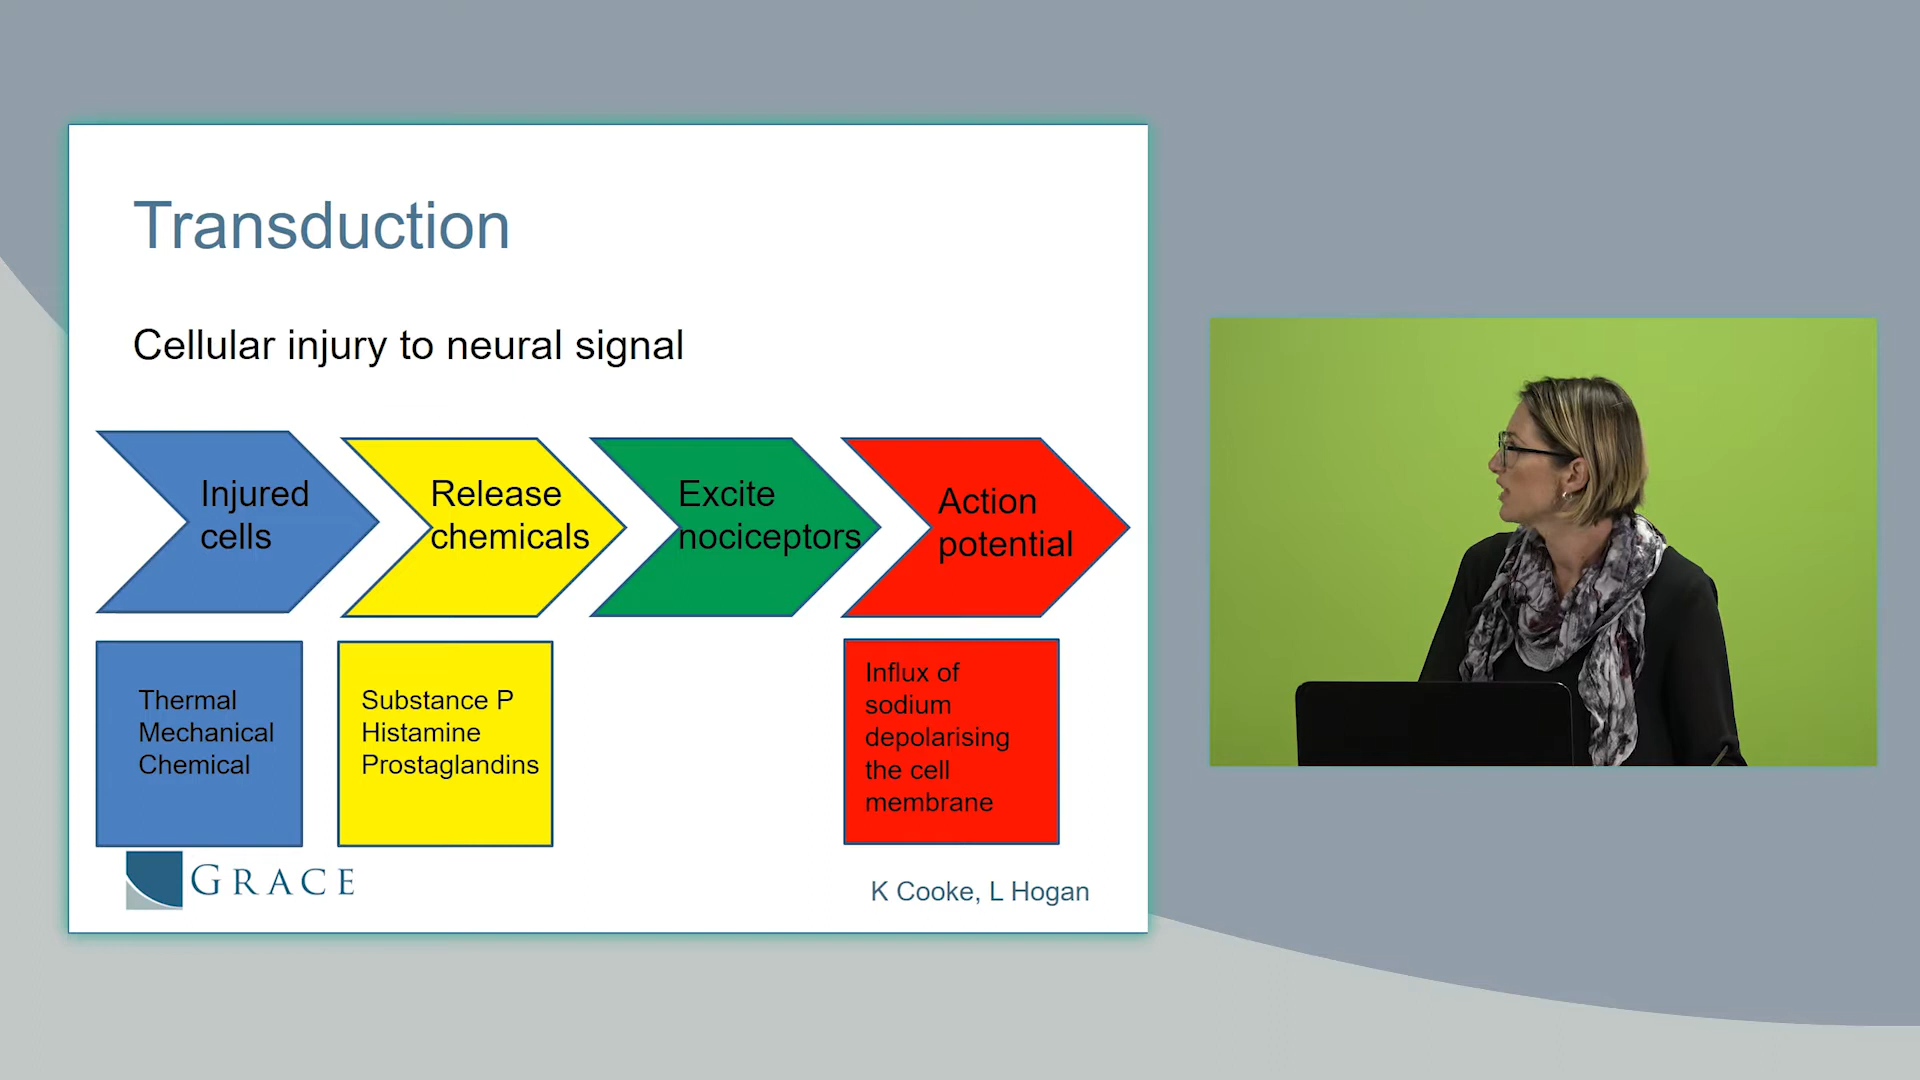 Transduction
Cellular injury to neural signal
Injured
cells
Release
chemicals
Excite
nociceptors
Action
potential
Thermal
Mechanical
Chemical
Substance P
Histamine
Prostaglandins
Influx of
sodium
depolarising
the cell
membrane
GRACE
K Cooke, L Hogan